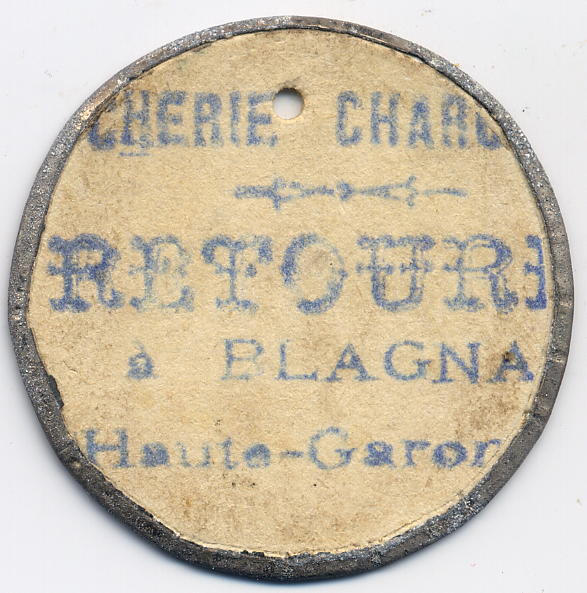 CHERIE CHARC
RETOUR
à BLAGNA
Haute-Garon